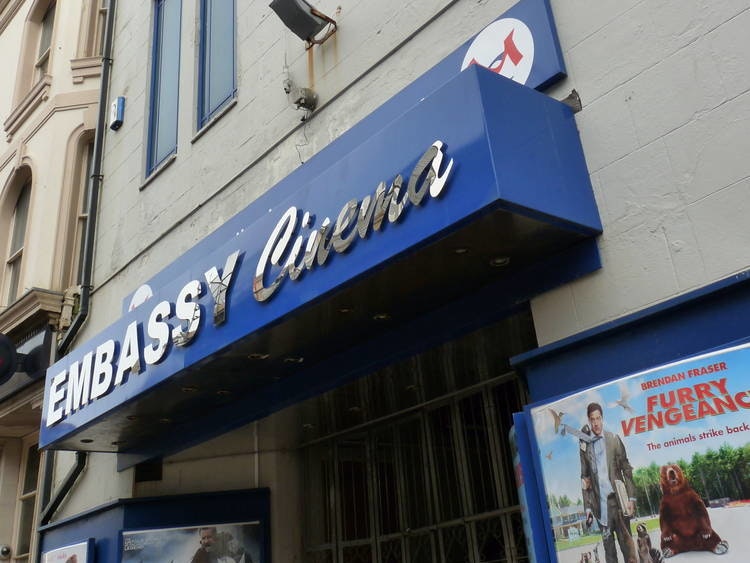 EMBASSY Cinema
BRENDAN FRASER
FURRY
VENGEANC
The animals strike back.